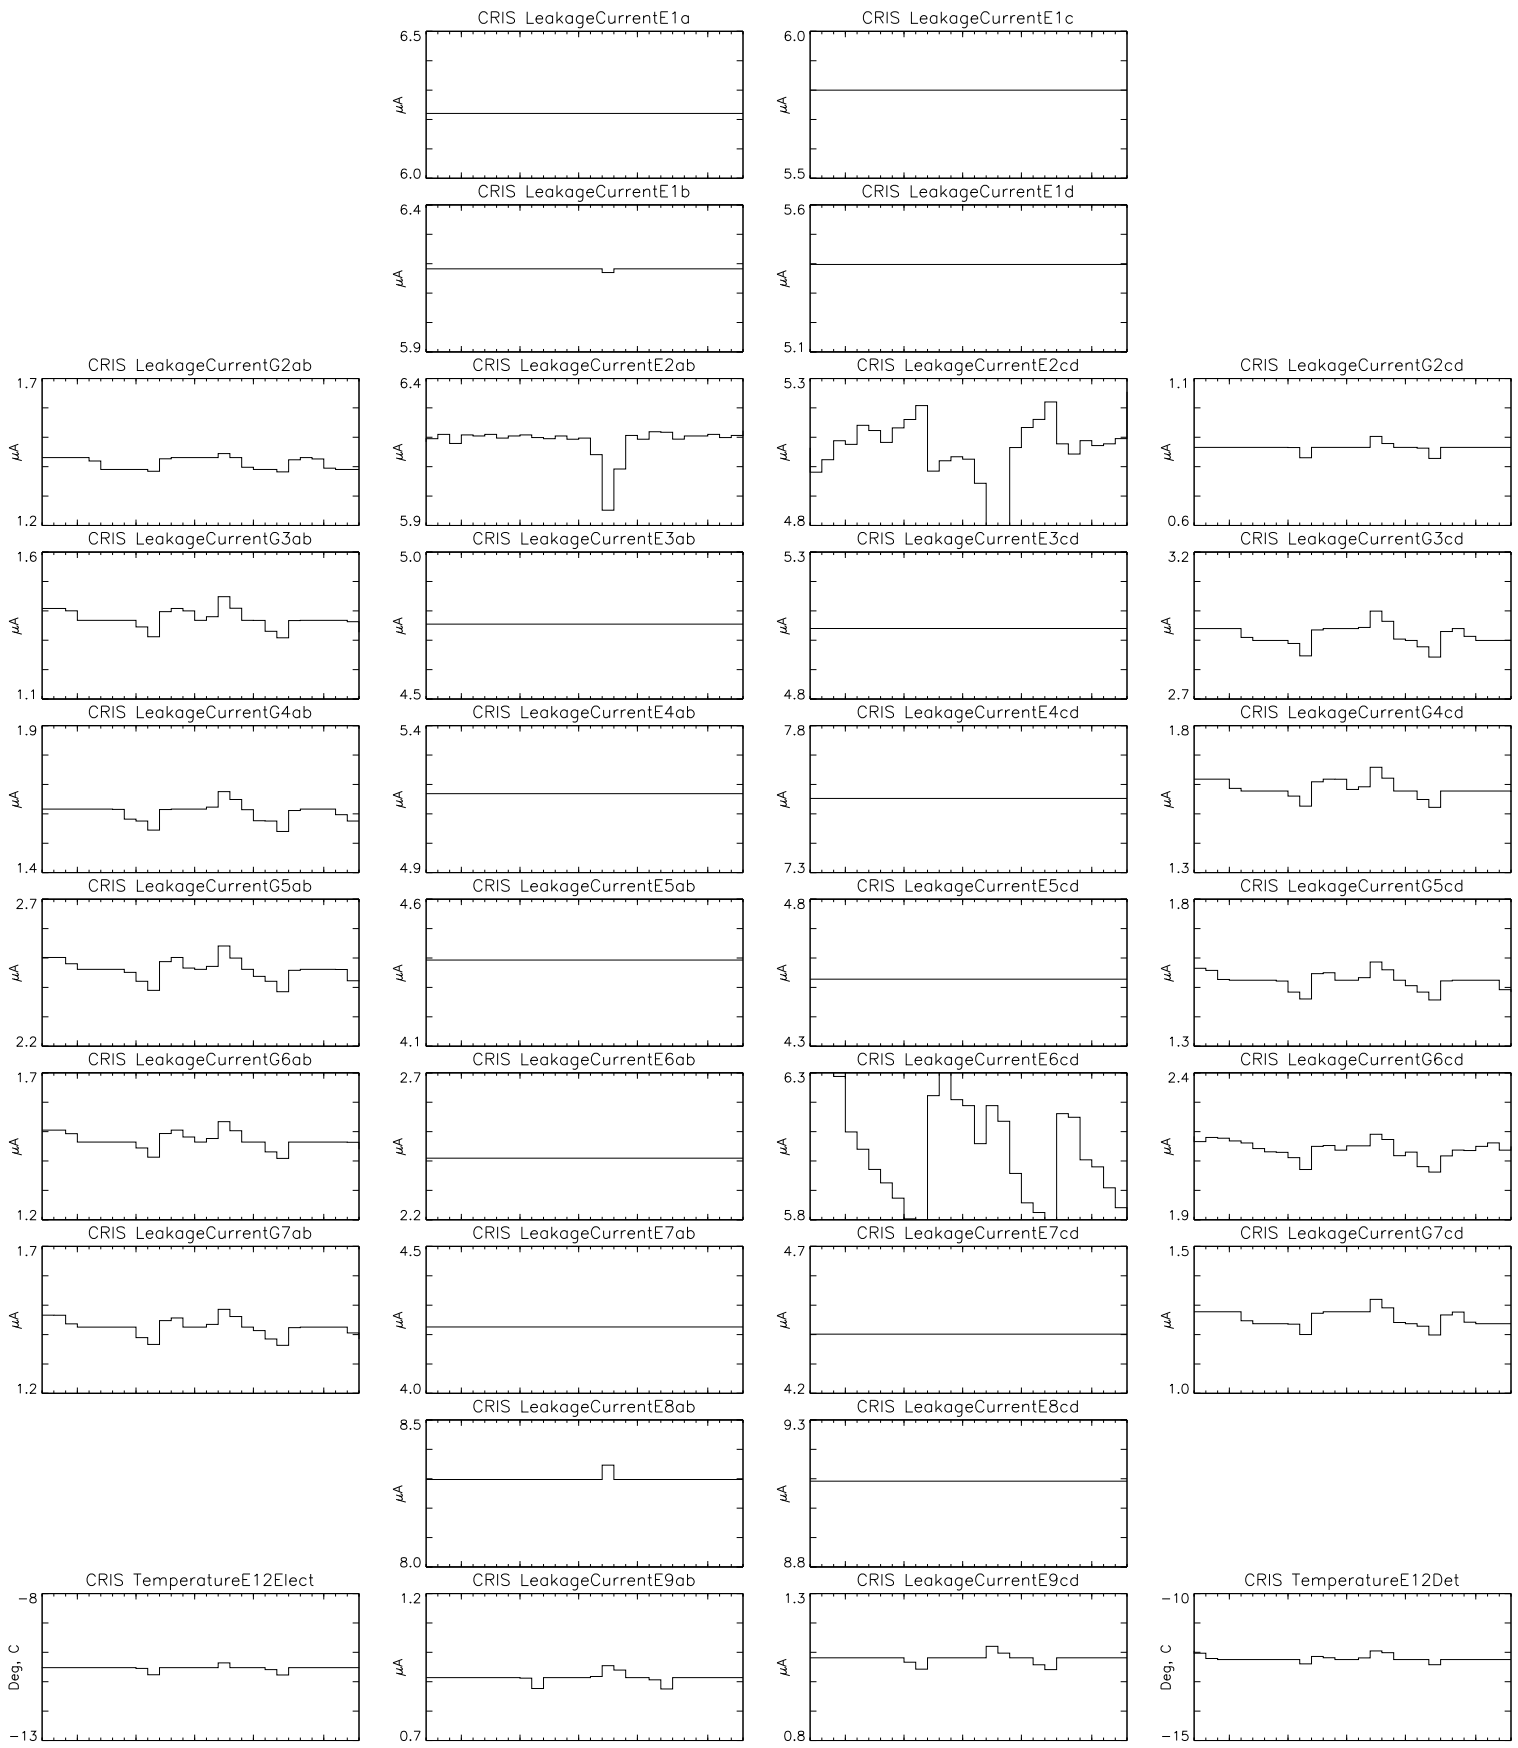 CRIS LeakageCurrentE1a
CRIS LeakageCurrentE1c
6.5
μA
6.0
6.0
μA
5.5
CRIS LeakageCurrentE1b
CRIS LeakageCurrentE1d
6.4
μA
5.9
5.6
μA
5.1
CRIS LeakageCurrentG2ab
CRIS LeakageCurrentE2ab
CRIS LeakageCurrentE2cd
CRIS LeakageCurrentG2cd
1.7
μA
1.2
6.4
μA
5.9
5.3
μA
4.8
1.1
μA
0.6
CRIS LeakageCurrentG3ab
CRIS LeakageCurrentE3ab
CRIS LeakageCurrentE3cd
CRIS LeakageCurrentG3cd
1.6
μA
1.1
5.0
μA
4.5
5.3
μA
4.8
3.2
μA
2.7
CRIS LeakageCurrentG4ab
CRIS LeakageCurrentE4ab
CRIS LeakageCurrentE4cd
CRIS LeakageCurrentG4cd
1.9
μA
1.4
5.4
μA
4.9
7.8
μA
7.3
1.8
μA
1.3
CRIS LeakageCurrentG5ab
CRIS LeakageCurrentE5ab
CRIS LeakageCurrentE5cd
CRIS LeakageCurrentG5cd
2.7
μA
2.2
4.6
μA
4.1
4.8
μA
4.3
1.8
μA
1.3
CRIS LeakageCurrentG6ab
CRIS LeakageCurrentE6ab
CRIS LeakageCurrentE6cd
CRIS LeakageCurrentG6cd
1.7
μA
1.2
2.7
μA
2.2
6.3
μA
5.8
2.4
μA
1.9
CRIS LeakageCurrentG7ab
CRIS LeakageCurrentE7ab
CRIS LeakageCurrentE7cd
CRIS LeakageCurrentG7cd
1.7
μA
1.2
4.5
μA
4.0
4.7
μA
4.2
1.5
μA
1.0
CRIS LeakageCurrentE8ab
CRIS LeakageCurrentE8cd
8.5
μA
8.0
9.3
μA
8.8
CRIS TemperatureE12Elect
CRIS LeakageCurrentE9ab
CRIS LeakageCurrentE9cd
CRIS TemperatureE12Det
−8
Deg, C
−13
1.2
μA
0.7
1.3
μA
0.8
−10
Deg, C
−15